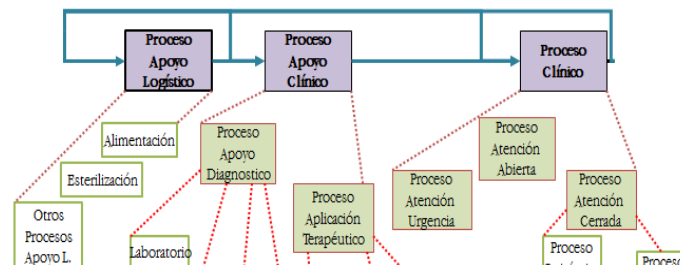 Proceso
Apoyo
Logístico
Proceso
Apoyo
Clínico
Proceso
Clínico
Alimentación
Esterilización
Otros
Procesos
Apoyo L.
Proceso
Apoyo
Diagnostico
Laboratorio
Proceso
Aplicación
Terapéutico
Proceso
Atención
Urgencia
Proceso
Atención
Abierta
Proceso
Atención
Cerrada
Proceso
Proceso